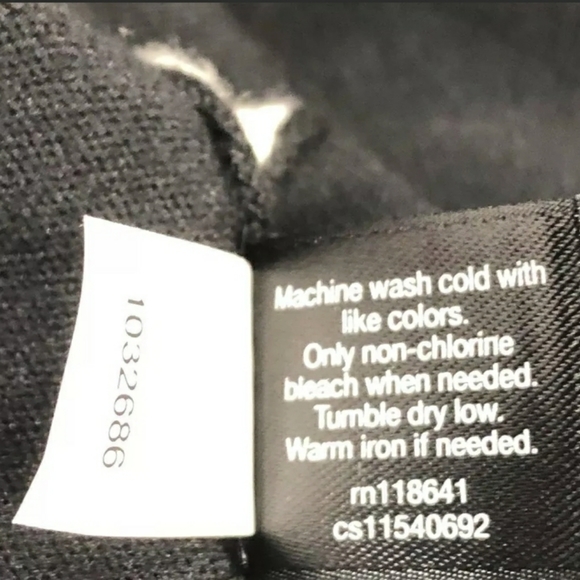 1032686
Machine wash cold with
like colors.
Only non-chlorine
bleach when needed.
Tumble dry low.
Warm iron if needed.
rn118641
cs11540692